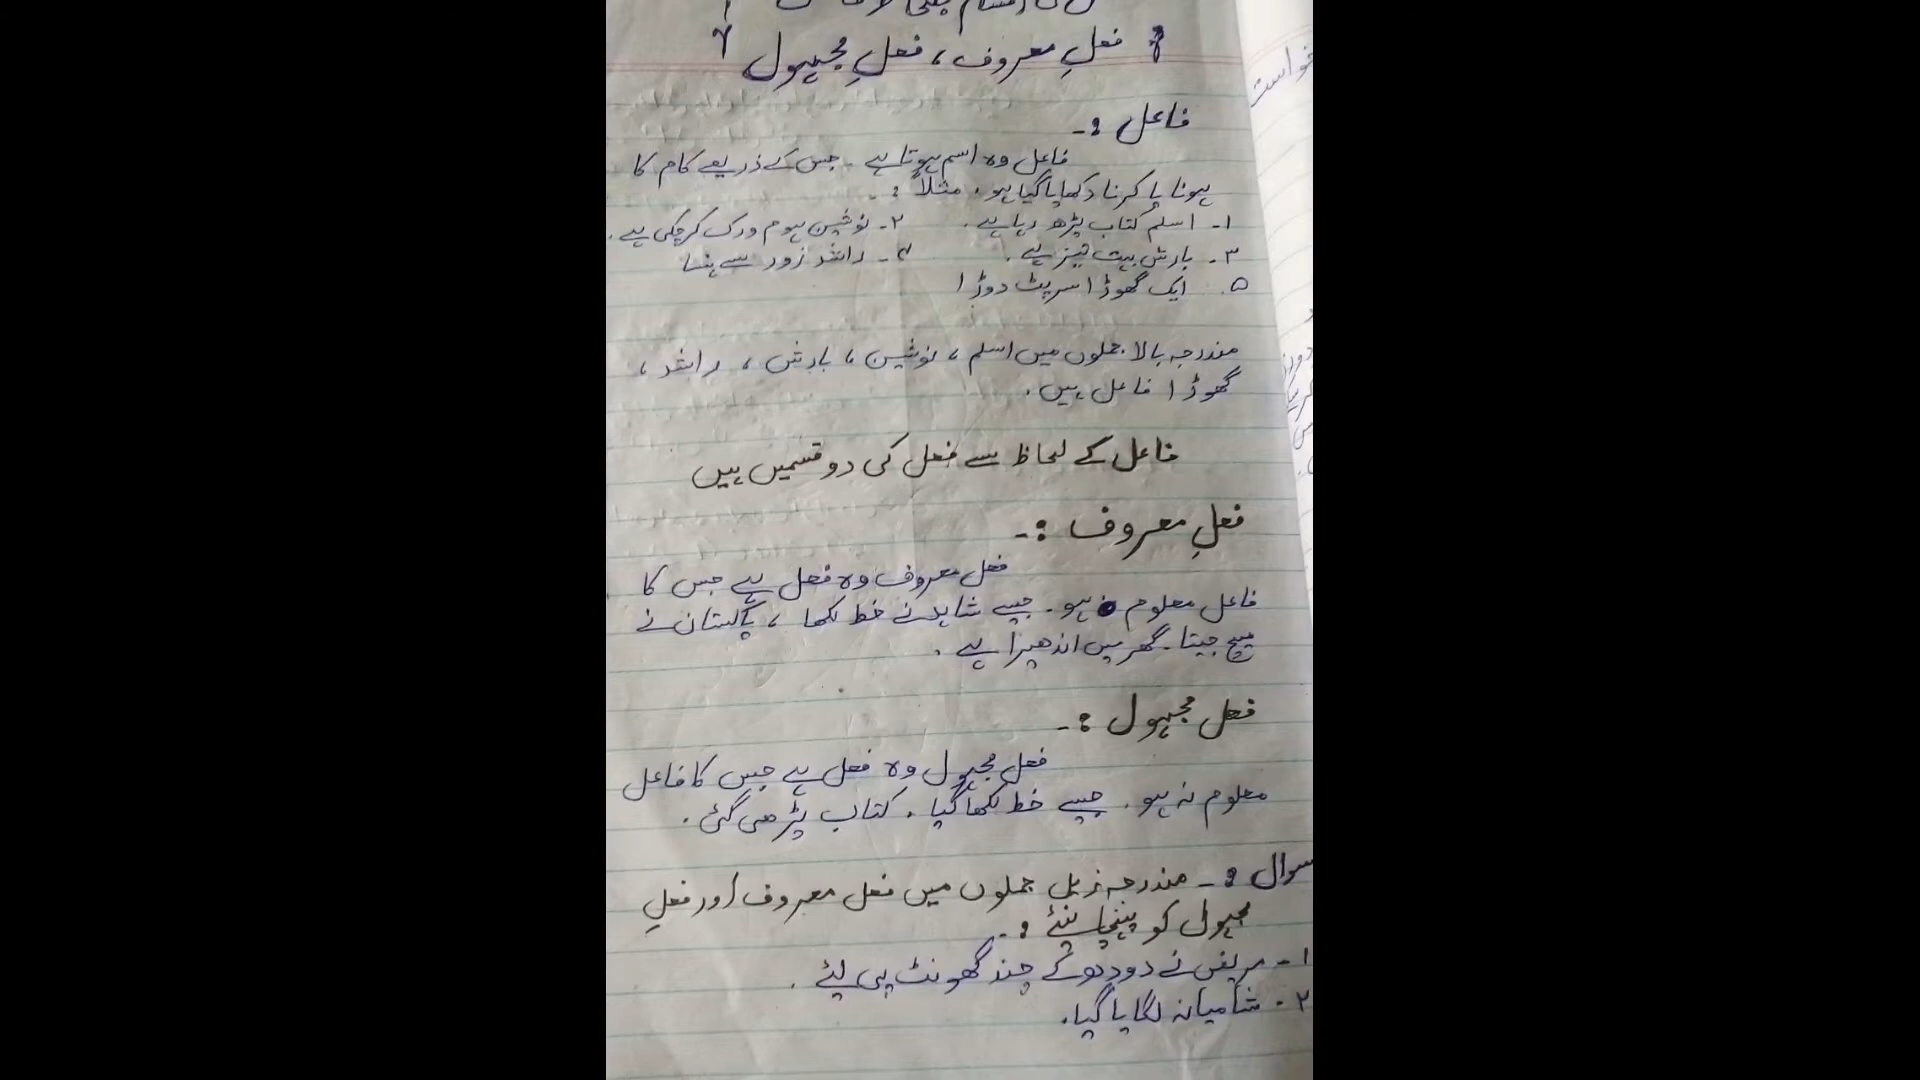 فعلِ معروف ، فعلِ مجہول
فاعل :-
فاعل وہ اسم ہوتا ہے ۔ جس کے ذریعے کام کا
ہونا یا کرنا دکھایا گیا ہو ۔ مثلاً :-
۱- اسلم کتاب پڑھ رہا ہے ۔ ۲- نوشین ہوم ورک کر چکی ہے ۔
۳- بارش بہت تیز ہے ۔ ۴- راشد زور سے ہنسا
۵- ایک گھوڑا سرپٹ دوڑا
مندرجہ بالا جملوں میں اسلم ، نوشین ، بارش ، راشد ،
گھوڑا فاعل ہیں ۔
فاعل کے لحاظ سے فعل کی دو قسمیں ہیں
فعلِ معروف :-
فعل معروف وہ فعل ہے جس کا
فاعل معلوم ہو ۔ جیسے شاہد نے خط لکھا ، پاکستان نے
میچ جیتا ۔ گھر میں اندھیرا ہے ۔
فعل مجہول :-
فعل مجہول وہ فعل ہے جس کا فاعل
معلوم نہ ہو ۔ جیسے خط لکھا گیا ۔ کتاب پڑھی گئی ۔
سوال :- مندرجہ ذیل جملوں میں فعل معروف اور فعلِ
مجہول کو پہنچانئے :-
۱- مریض نے دودھ کے چند گھونٹ پی لئے ۔
۲- شامیانہ لگایا گیا ۔